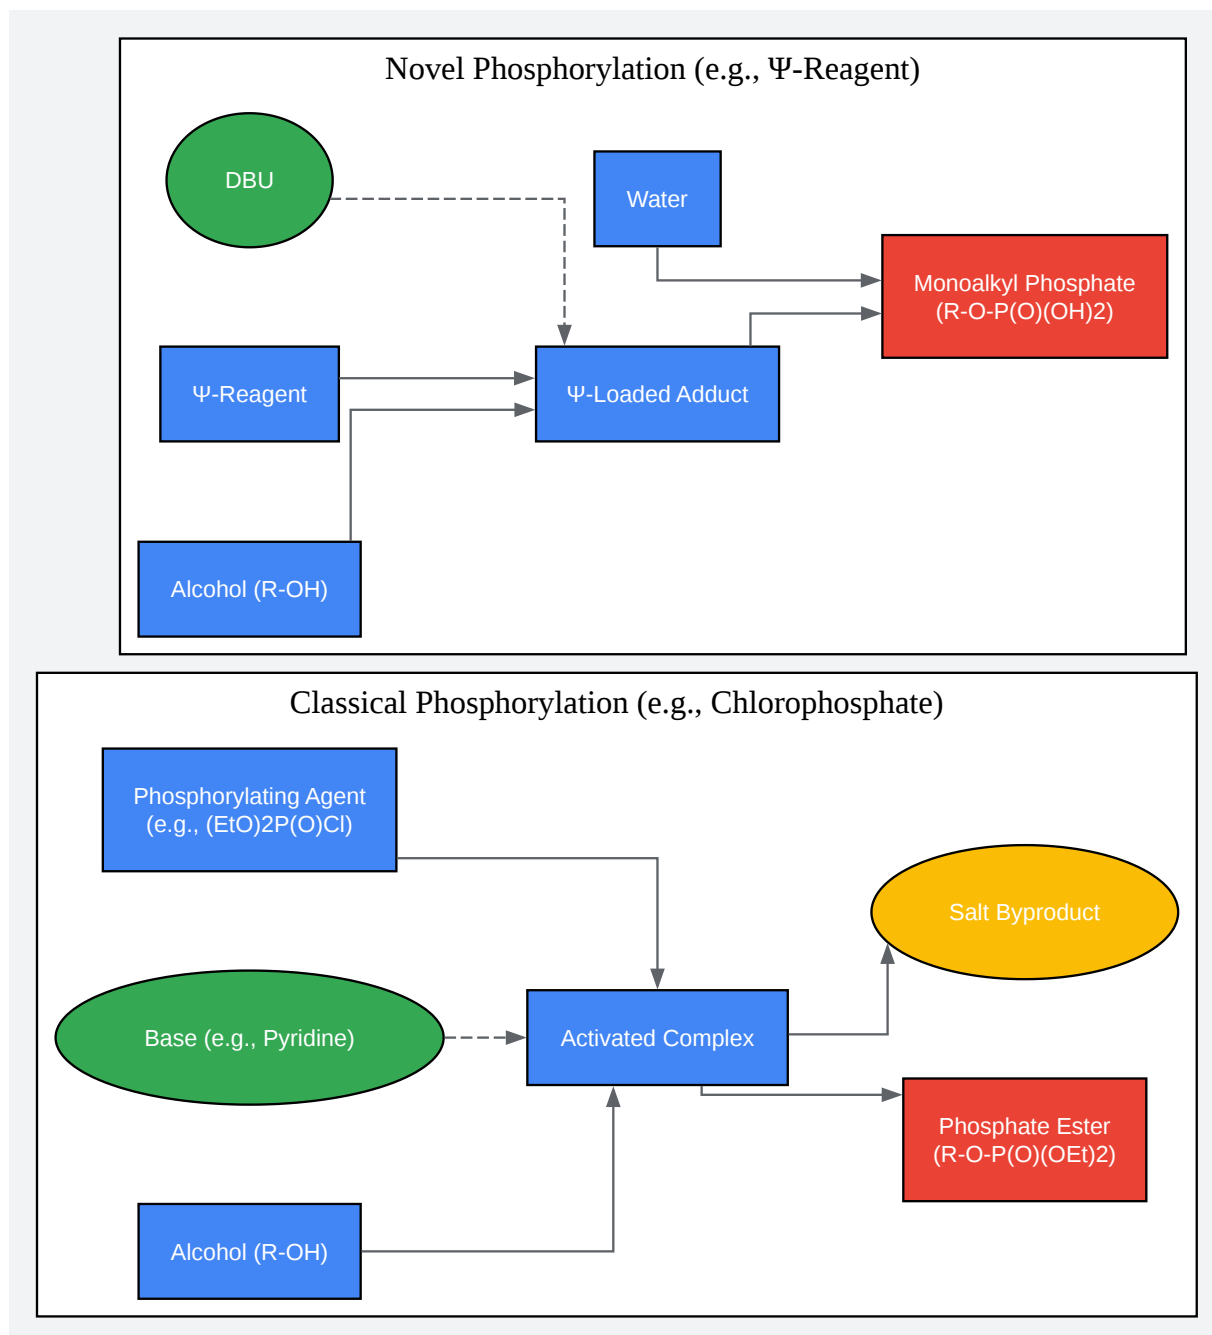 Novel Phosphorylation (e.g., Ψ-Reagent)
DBU
Water
Monoalkyl Phosphate
(R-O-P(O)(OH)2)
Ψ-Reagent
Ψ-Loaded Adduct
Alcohol (R-OH)
Classical Phosphorylation (e.g., Chlorophosphate)
Phosphorylating Agent
(e.g., (EtO)2P(O)Cl)
Salt Byproduct
Base (e.g., Pyridine)
Activated Complex
Phosphate Ester
(R-O-P(O)(OEt)2)
Alcohol (R-OH)